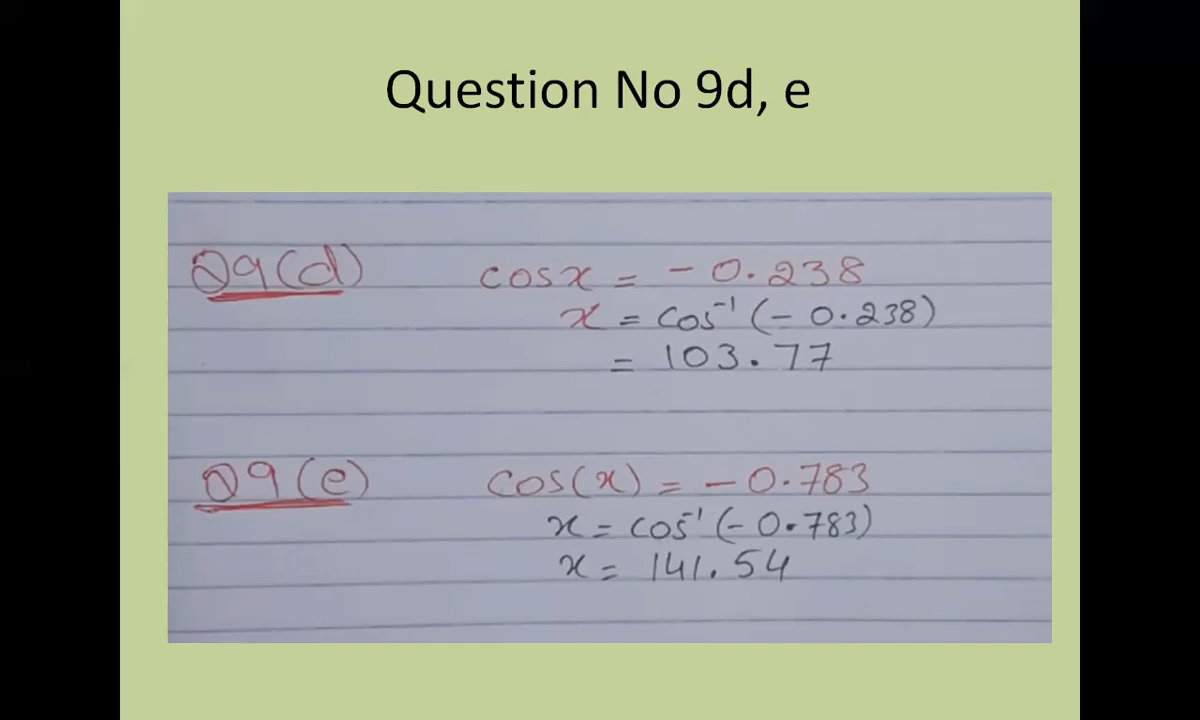 Question No 9d, e
Q9(d) cosx = -0.238
x = cos⁻¹(-0.238)
= 103.77
Q9(e) cos(x) = -0.783
x = cos⁻¹(-0.783)
x = 141.54